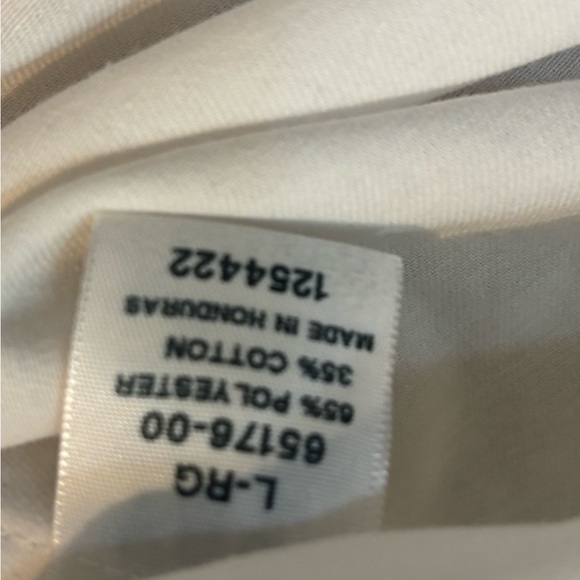 L-RG
65176-00
65% POLYESTER
35% COTTON
MADE IN HONDURAS
1254422